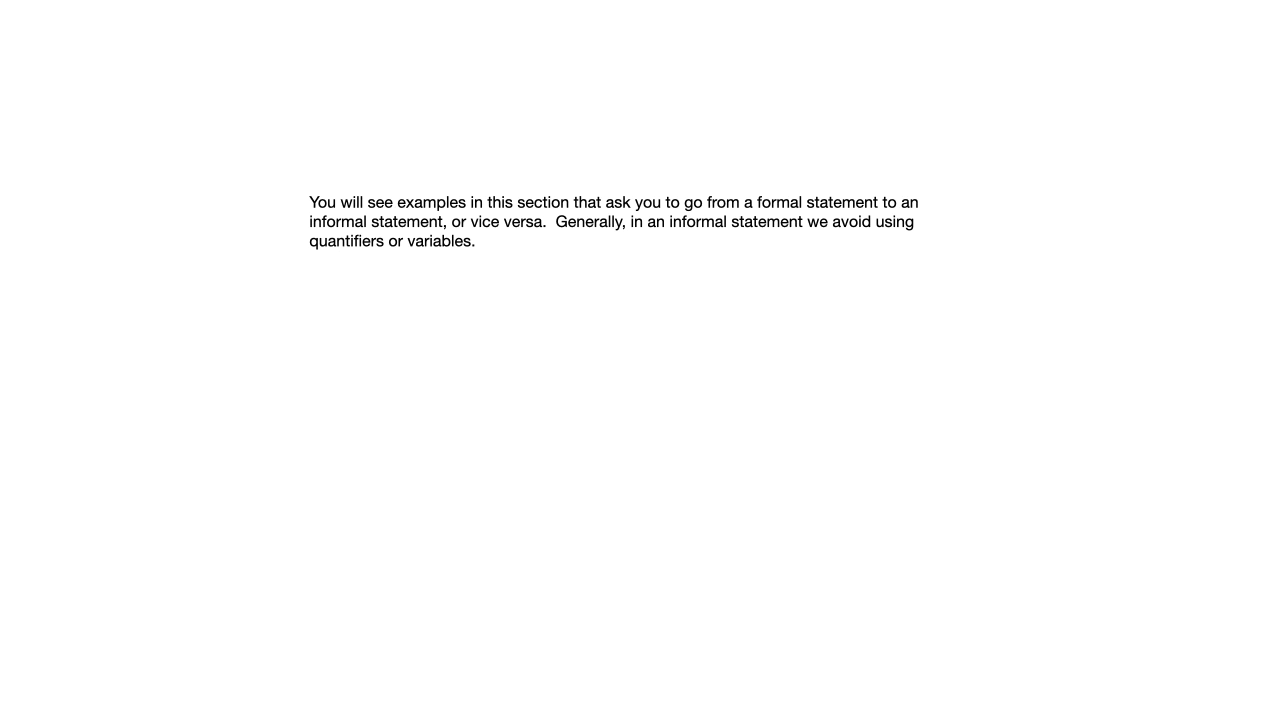 You will see examples in this section that ask you to go from a formal statement to an
informal statement, or vice versa.  Generally, in an informal statement we avoid using
quantifiers or variables.